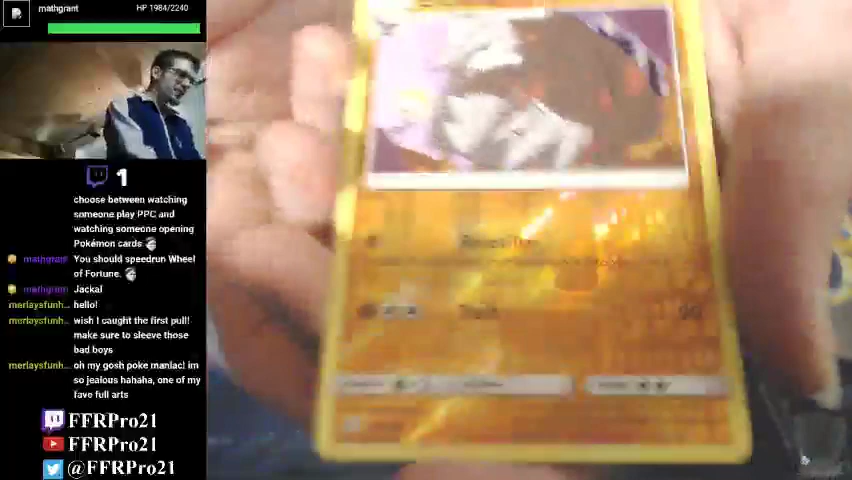 mathgrant
HP 1984/2240
1
choose between watching
someone play PPC and
watching someone opening
Pokémon cards
mathgrant You should speedrun Wheel
of Fortune.
mathgrant Jackal
merlaysfunh... hello!
merlaysfunh... wish I caught the first pull!
make sure to sleeve those
bad boys
merlaysfunh... oh my gosh poke maniac! im
so jealous hahaha, one of my
fave full arts
FFRPro21
FFRPro21
@FFRPro21